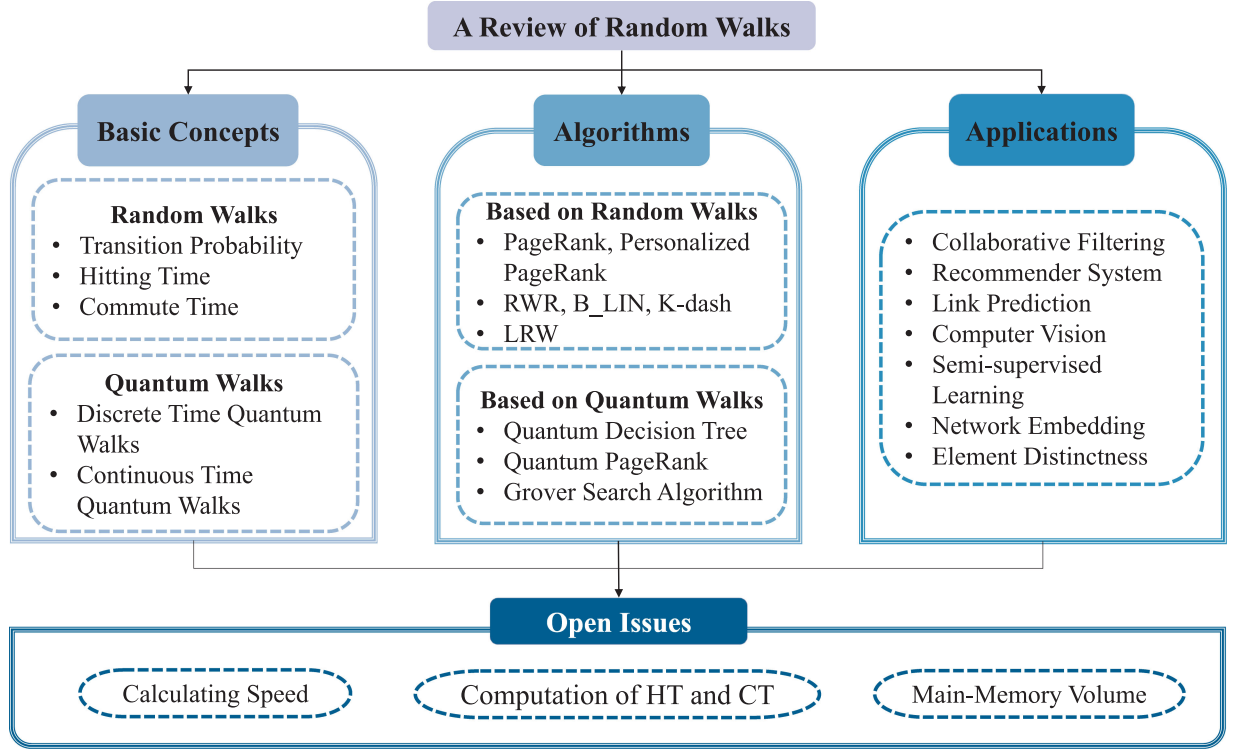 A Review of Random Walks
Basic Concepts
Random Walks
• Transition Probability
• Hitting Time
• Commute Time
Quantum Walks
• Discrete Time Quantum
Walks
• Continuous Time
Quantum Walks
Algorithms
Based on Random Walks
• PageRank, Personalized
PageRank
• RWR, B_LIN, K-dash
• LRW
Based on Quantum Walks
• Quantum Decision Tree
• Quantum PageRank
• Grover Search Algorithm
Applications
• Collaborative Filtering
• Recommender System
• Link Prediction
• Computer Vision
• Semi-supervised
Learning
• Network Embedding
• Element Distinctness
Open Issues
Calculating Speed
Computation of HT and CT
Main-Memory Volume